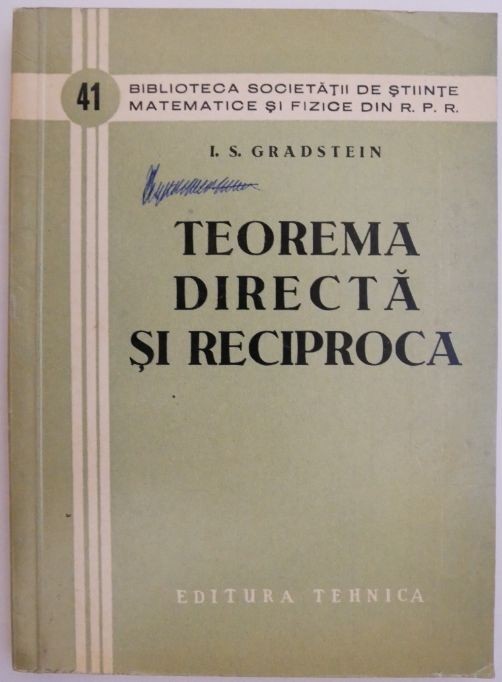 41
BIBLIOTECA SOCIETĂȚII DE ȘTIINȚE
MATEMATICE ȘI FIZICE DIN R. P. R.
I. S. GRADSTEIN
TEOREMA
DIRECTĂ
ȘI RECIPROCA
EDITURA TEHNICA